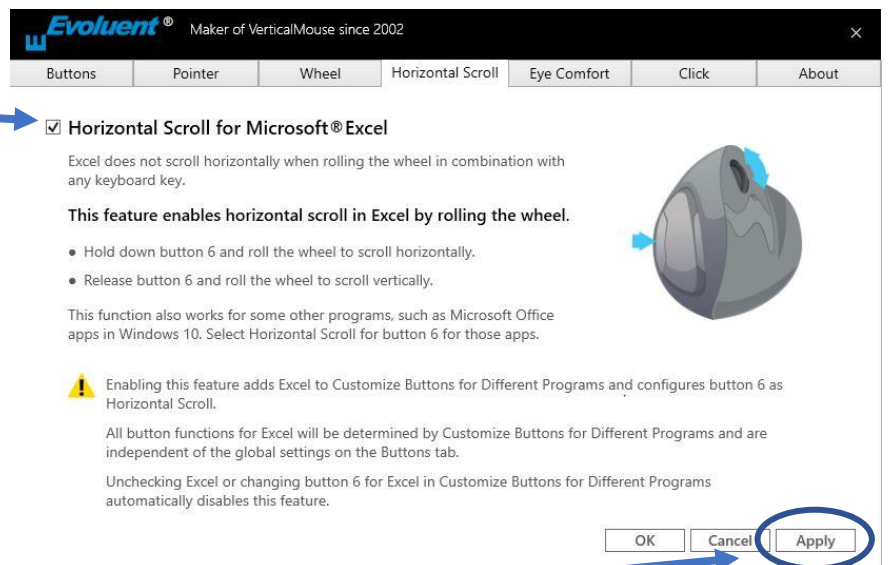 Evoluent ® Maker of VerticalMouse since 2002
Buttons Pointer Wheel Horizontal Scroll Eye Comfort Click About
Horizontal Scroll for Microsoft® Excel
Excel does not scroll horizontally when rolling the wheel in combination with
any keyboard key.
This feature enables horizontal scroll in Excel by rolling the wheel.
● Hold down button 6 and roll the wheel to scroll horizontally.
● Release button 6 and roll the wheel to scroll vertically.
This function also works for some other programs, such as Microsoft Office
apps in Windows 10. Select Horizontal Scroll for button 6 for those apps.
Enabling this feature adds Excel to Customize Buttons for Different Programs and configures button 6 as
Horizontal Scroll.
All button functions for Excel will be determined by Customize Buttons for Different Programs and are
independent of the global settings on the Buttons tab.
Unchecking Excel or changing button 6 for Excel in Customize Buttons for Different Programs
automatically disables this feature.
OK Cancel Apply